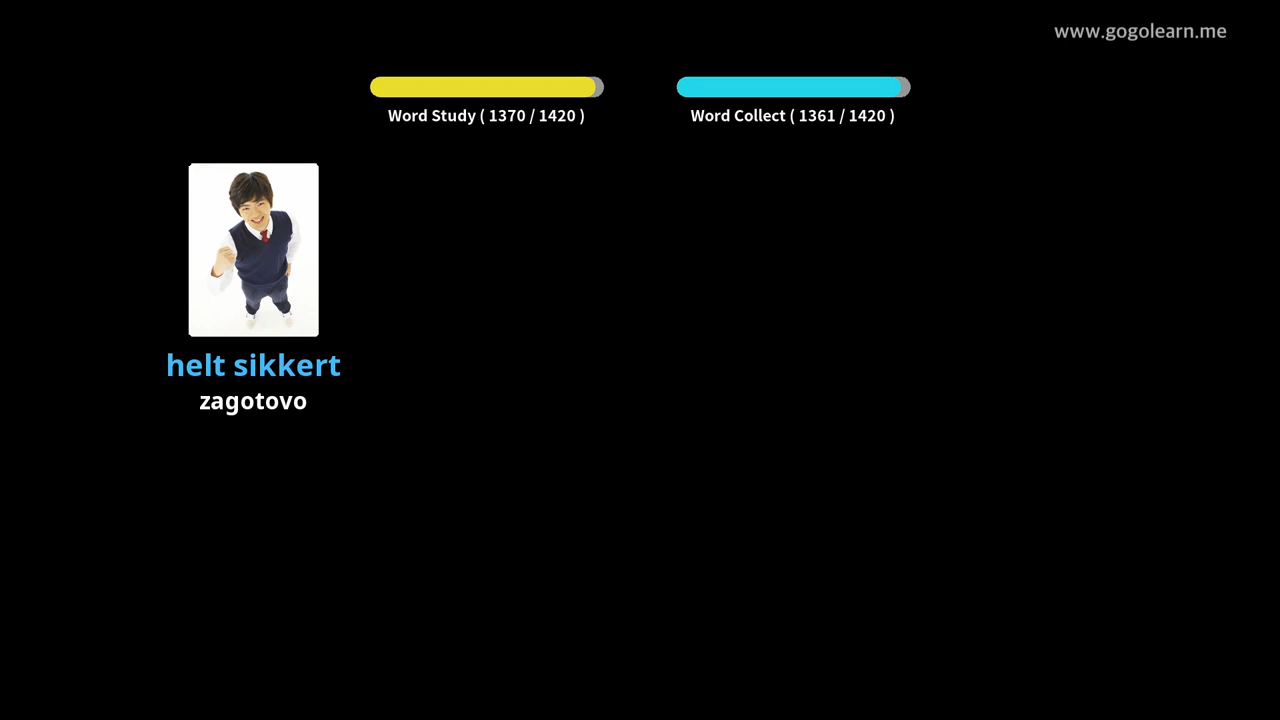 www.gogolearn.me
Word Study ( 1370 / 1420 )
Word Collect ( 1361 / 1420 )
helt sikkert
zagotovo